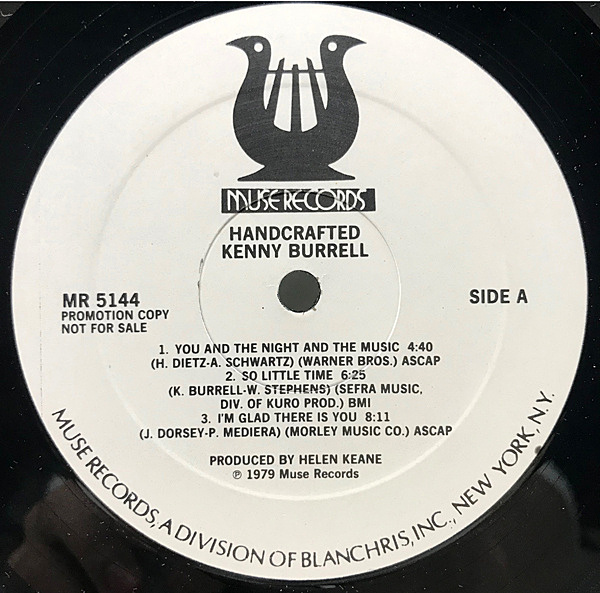 MUSE RECORDS
HANDCRAFTED
KENNY BURRELL
MR 5144
PROMOTION COPY
NOT FOR SALE
SIDE A
1. YOU AND THE NIGHT AND THE MUSIC 4:40
(H. DIETZ-A. SCHWARTZ) (WARNER BROS.) ASCAP
2. SO LITTLE TIME 6:25
(K. BURRELL-W. STEPHENS) (SEFRA MUSIC,
DIV. OF KURO PROD.) BMI
3. I'M GLAD THERE IS YOU 8:11
(J. DORSEY-P. MEDIERA) (MORLEY MUSIC CO.) ASCAP
PRODUCED BY HELEN KEANE
℗ 1979 Muse Records
MUSE RECORDS, A DIVISION OF BLANCHRIS, INC., NEW YORK, N.Y.